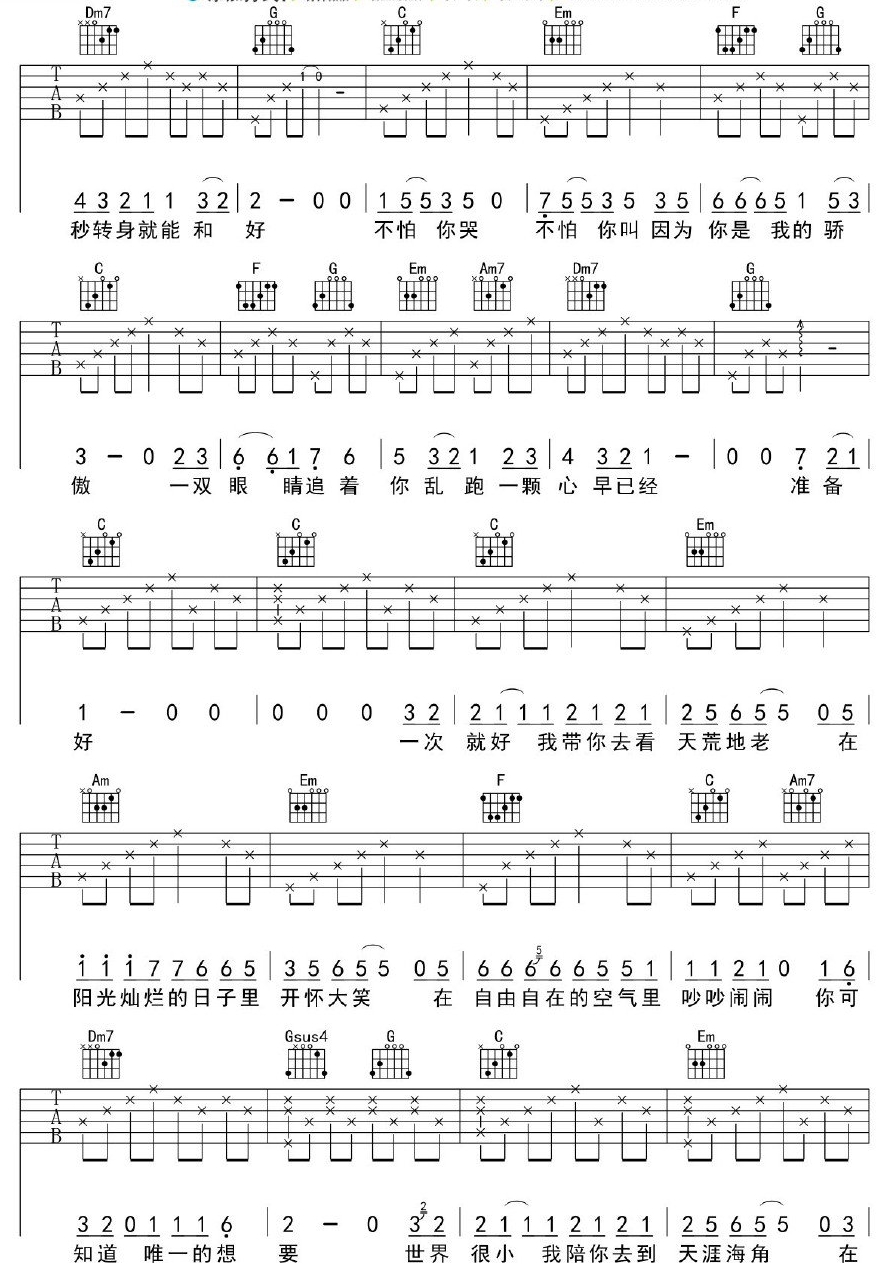 Dm7 G C Em F G
1 0
T A B
4 3 2 1 1 3 2 | 2 - 0 0 | 1 5 5 3 5 0 | 7 5 5 3 5 3 5 | 6 6 6 5 1 5 3
秒转身就能 和 好 不怕 你哭 不怕 你叫 因为 你是 我的 骄
C F G Em Am7 Dm7 G
T A B
3 - 0 2 3 | 6 6 1 7 6 | 5 3 2 1 2 3 | 4 3 2 1 - | 0 0 7 2 1
傲 一双 眼 睛追 着 你 乱 跑 一颗 心 早已经 准 备
C C C Em
T A B
1 - 0 0 | 0 0 0 3 2 | 2 1 1 1 2 1 2 1 | 2 5 6 5 5 0 5
好 一次 就好 我带你去看 天荒地老 在
Am Em F C Am7
T A B
1 1 1 7 7 6 6 5 | 3 5 6 5 5 0 5 | 6 6 6 5 6 6 5 5 1 | 1 1 2 1 0 1 6
阳光灿烂的日子里 开怀大笑 在 自由自在的空气里 吵吵闹闹 你可
Dm7 Gsus4 G C Em
T A B
3 2 0 1 1 1 6 | 2 - 0 3 2 2 | 2 1 1 1 2 1 2 1 | 2 5 6 5 5 0 3
知道 唯一的想 要 世界 很小 我陪你去到 天涯海角 在